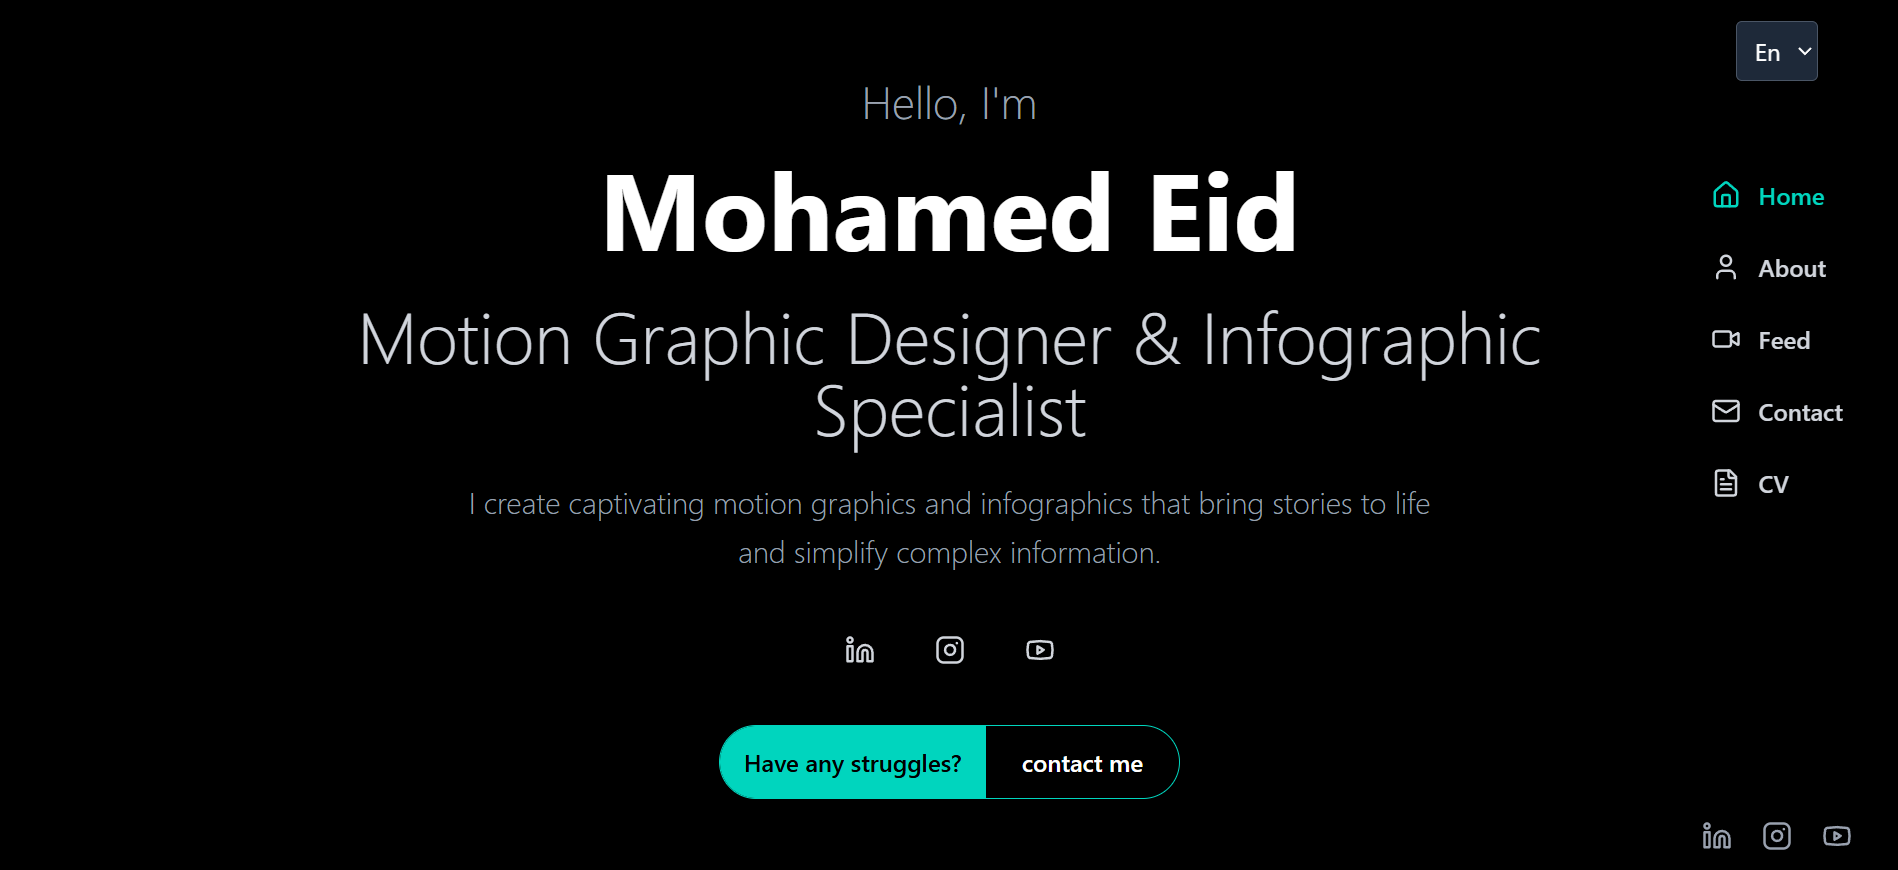 En
Hello, I'm
Mohamed Eid
Motion Graphic Designer & Infographic
Specialist
I create captivating motion graphics and infographics that bring stories to life
and simplify complex information.
Have any struggles?
contact me
Home
About
Feed
Contact
CV